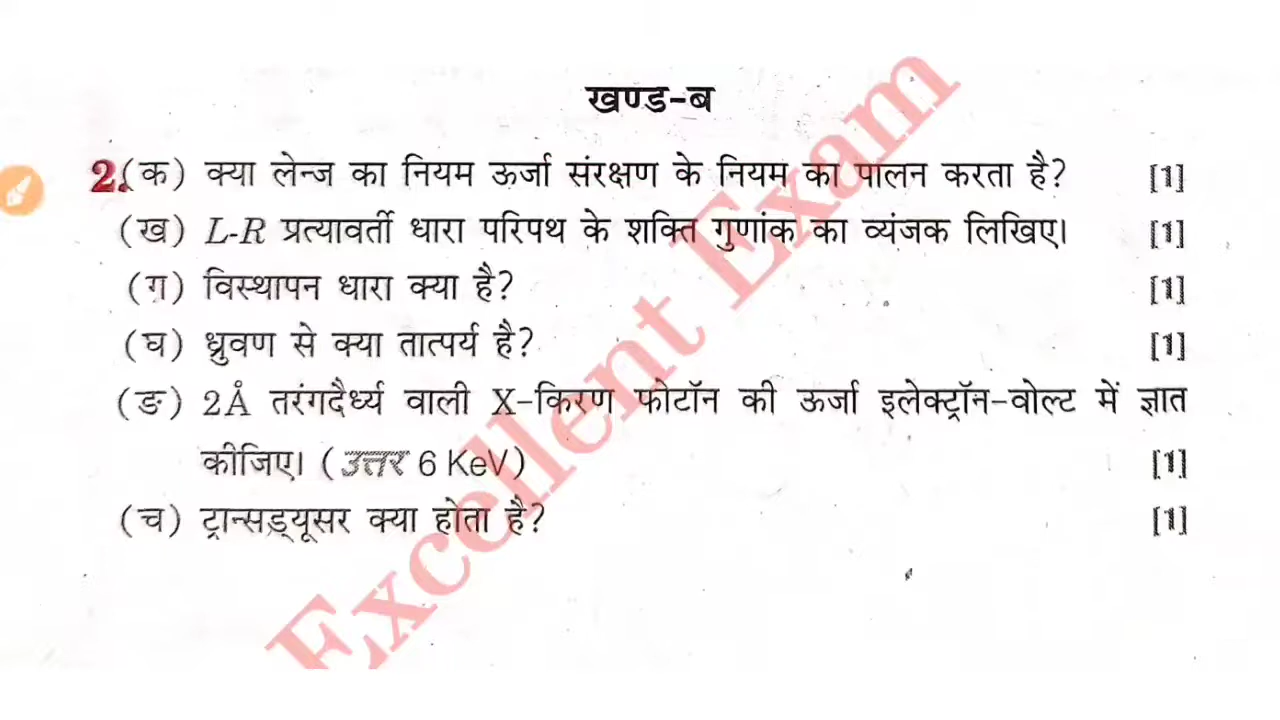 खण्ड-ब
2.(क) क्या लेन्ज का नियम ऊर्जा संरक्षण के नियम का पालन करता है? [1]
(ख) L-R प्रत्यावर्ती धारा परिपथ के शक्ति गुणांक का व्यंजक लिखिए। [1]
(ग) विस्थापन धारा क्या है? [1]
(घ) ध्रुवण से क्या तात्पर्य है? [1]
(ङ) 2Å तरंगदैर्ध्य वाली X-किरण फोटॉन की ऊर्जा इलेक्ट्रॉन-वोल्ट में ज्ञात
कीजिए। (उत्तर 6 KeV) [1]
(च) ट्रान्सड्यूसर क्या होता है? [1]
Excellent Exam